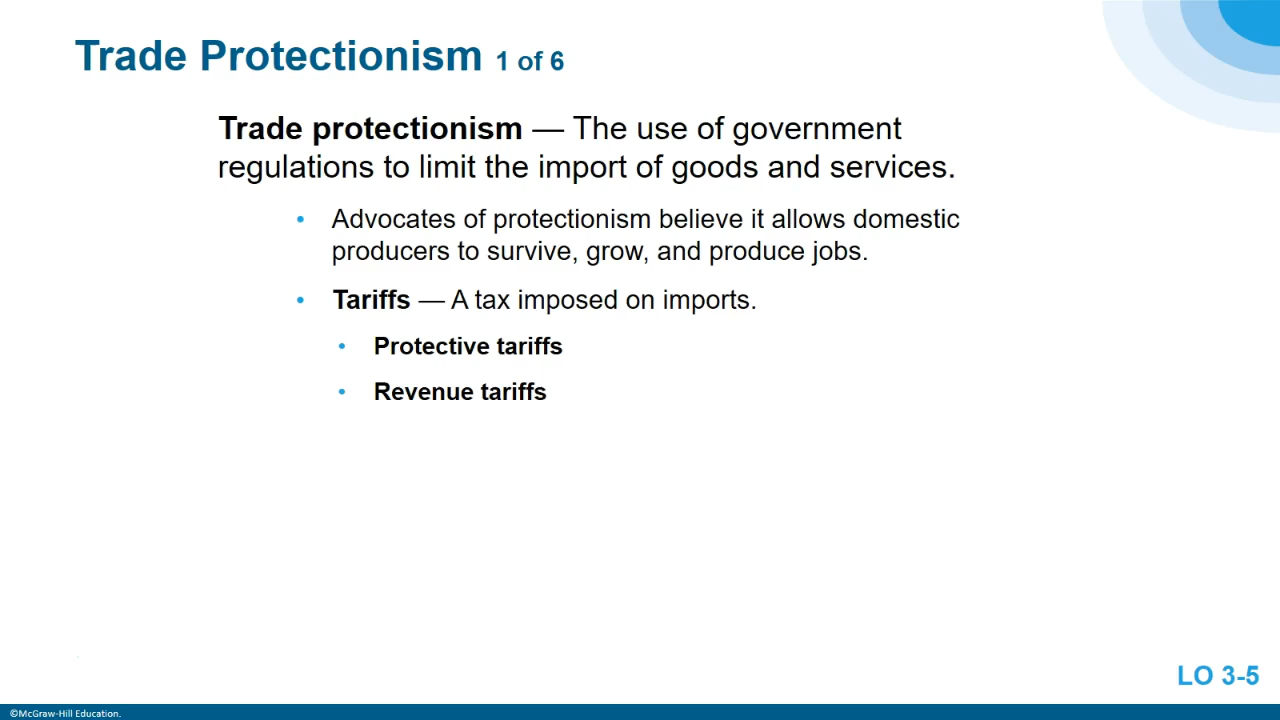 Trade Protectionism 1 of 6
Trade protectionism — The use of government
regulations to limit the import of goods and services.
• Advocates of protectionism believe it allows domestic
producers to survive, grow, and produce jobs.
• Tariffs — A tax imposed on imports.
• Protective tariffs
• Revenue tariffs
LO 3-5
©McGraw-Hill Education.